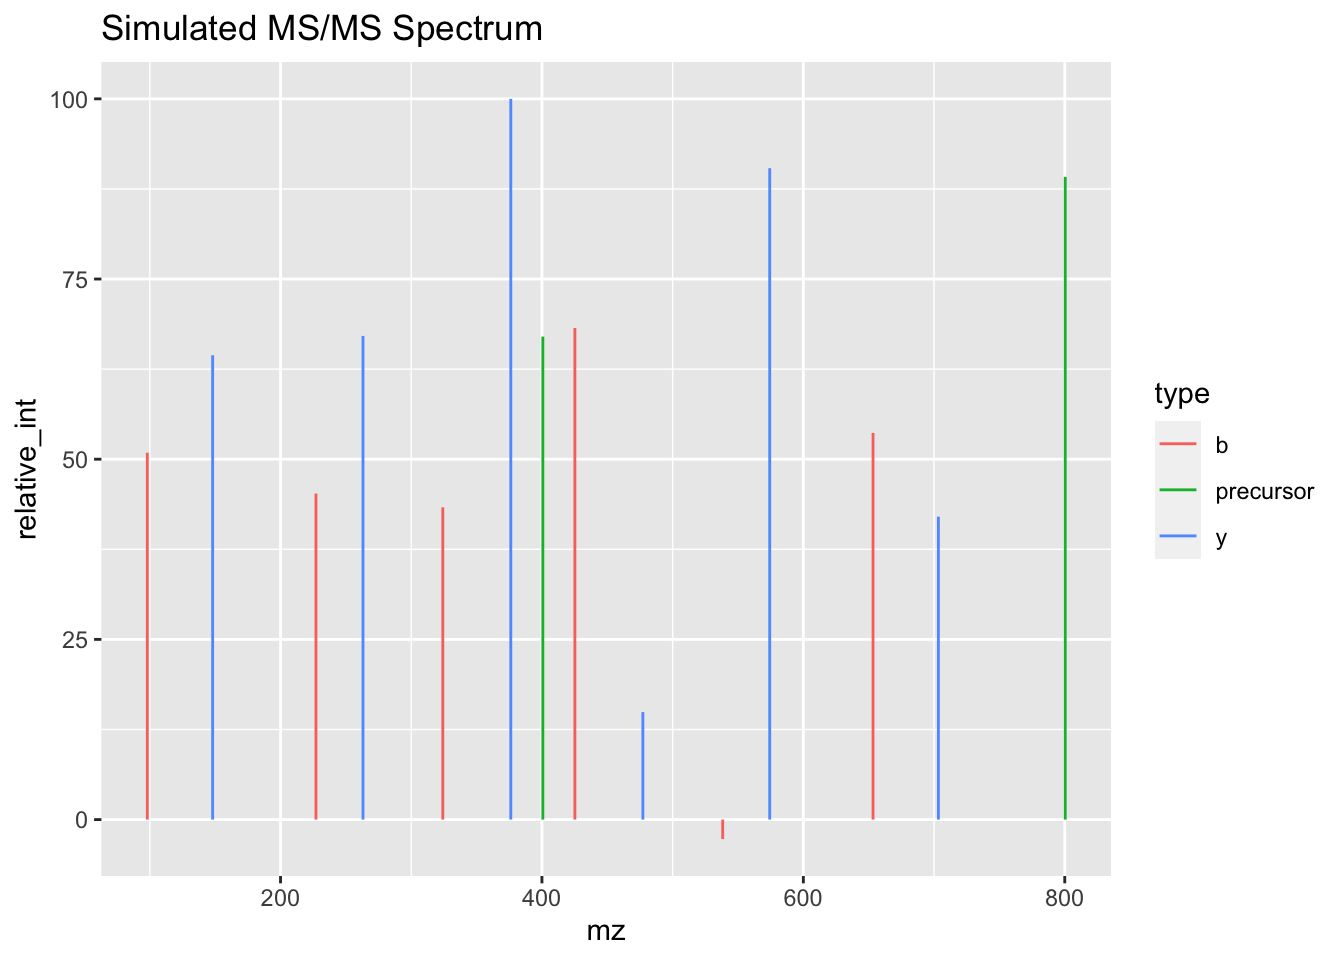 Simulated MS/MS Spectrum
100
75
50
25
0
relative_int
200
400
600
800
mz
type
b
precursor
y